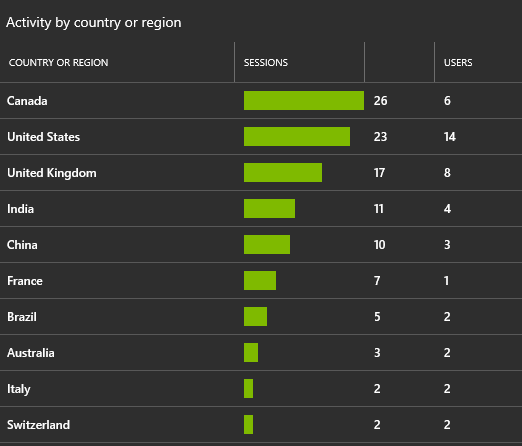 Activity by country or region
COUNTRY OR REGION SESSIONS USERS
Canada 26 6
United States 23 14
United Kingdom 17 8
India 11 4
China 10 3
France 7 1
Brazil 5 2
Australia 3 2
Italy 2 2
Switzerland 2 2